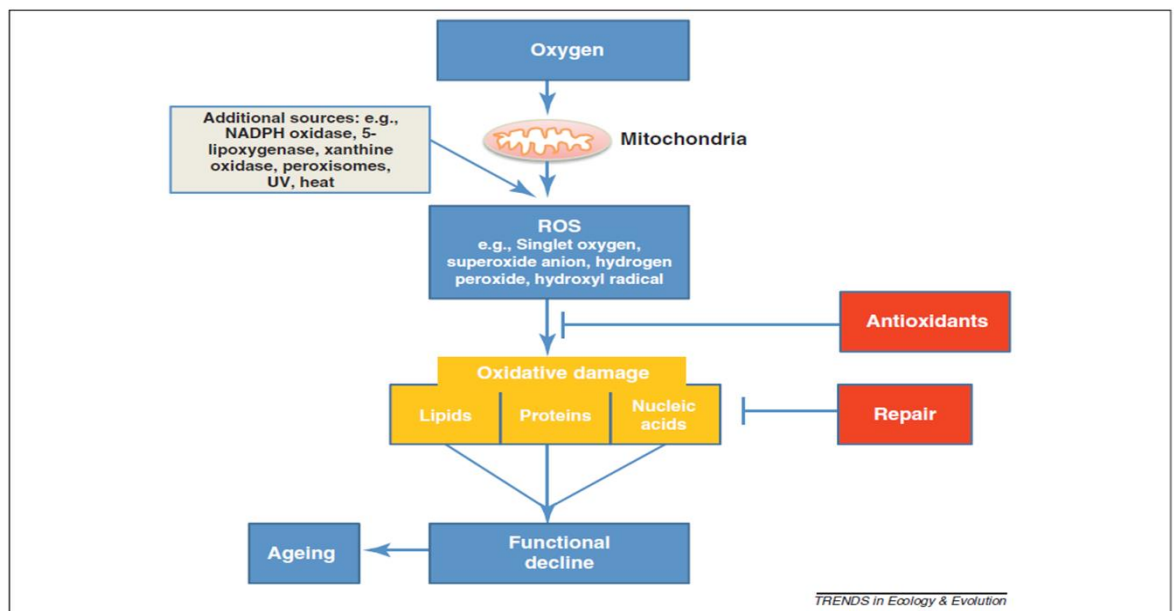 Oxygen
Additional sources: e.g.,
NADPH oxidase, 5-
lipoxygenase, xanthine
oxidase, peroxisomes,
UV, heat
Mitochondria
ROS
e.g., Singlet oxygen,
superoxide anion, hydrogen
peroxide, hydroxyl radical
Antioxidants
Oxidative damage
Lipids
Proteins
Nucleic
acids
Repair
Ageing
Functional
decline
TRENDS in Ecology & Evolution